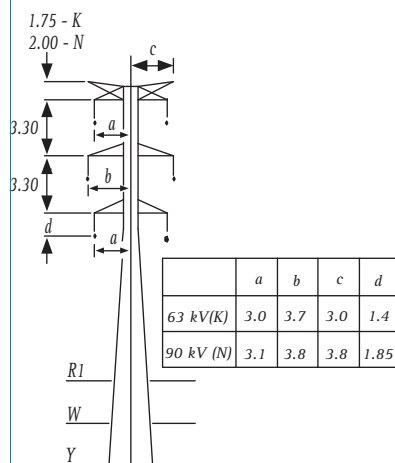 1.75 - K
2.00 - N
c
3.30
a
3.30
b
d
a
a b c d
63 kV(K) 3.0 3.7 3.0 1.4
90 kV (N) 3.1 3.8 3.8 1.85
R1
W
Y